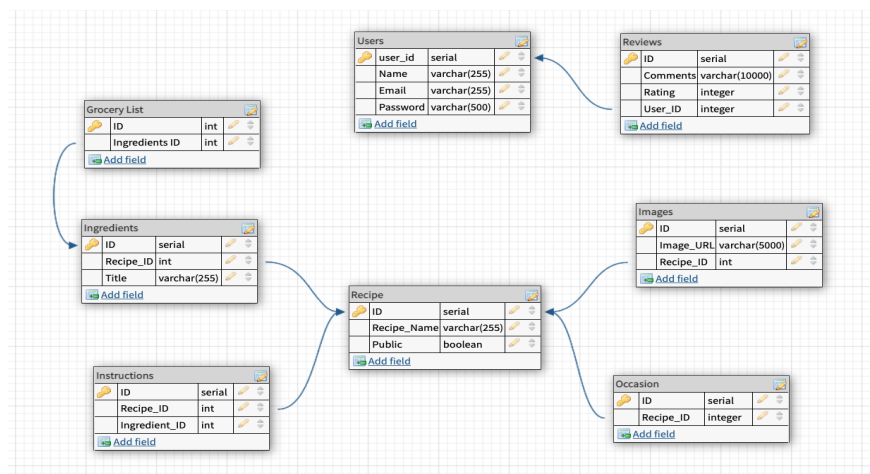 Users
user_id serial
Name varchar(255)
Email varchar(255)
Password varchar(500)
Add field
Reviews
ID serial
Comments varchar(10000)
Rating integer
User_ID integer
Add field
Grocery List
ID int
Ingredients ID int
Add field
Ingredients
ID serial
Recipe_ID int
Title varchar(255)
Add field
Images
ID serial
Image_URL varchar(5000)
Recipe_ID int
Add field
Recipe
ID serial
Recipe_Name varchar(255)
Public boolean
Add field
Instructions
ID serial
Recipe_ID int
Ingredient_ID int
Add field
Occasion
ID serial
Recipe_ID integer
Add field